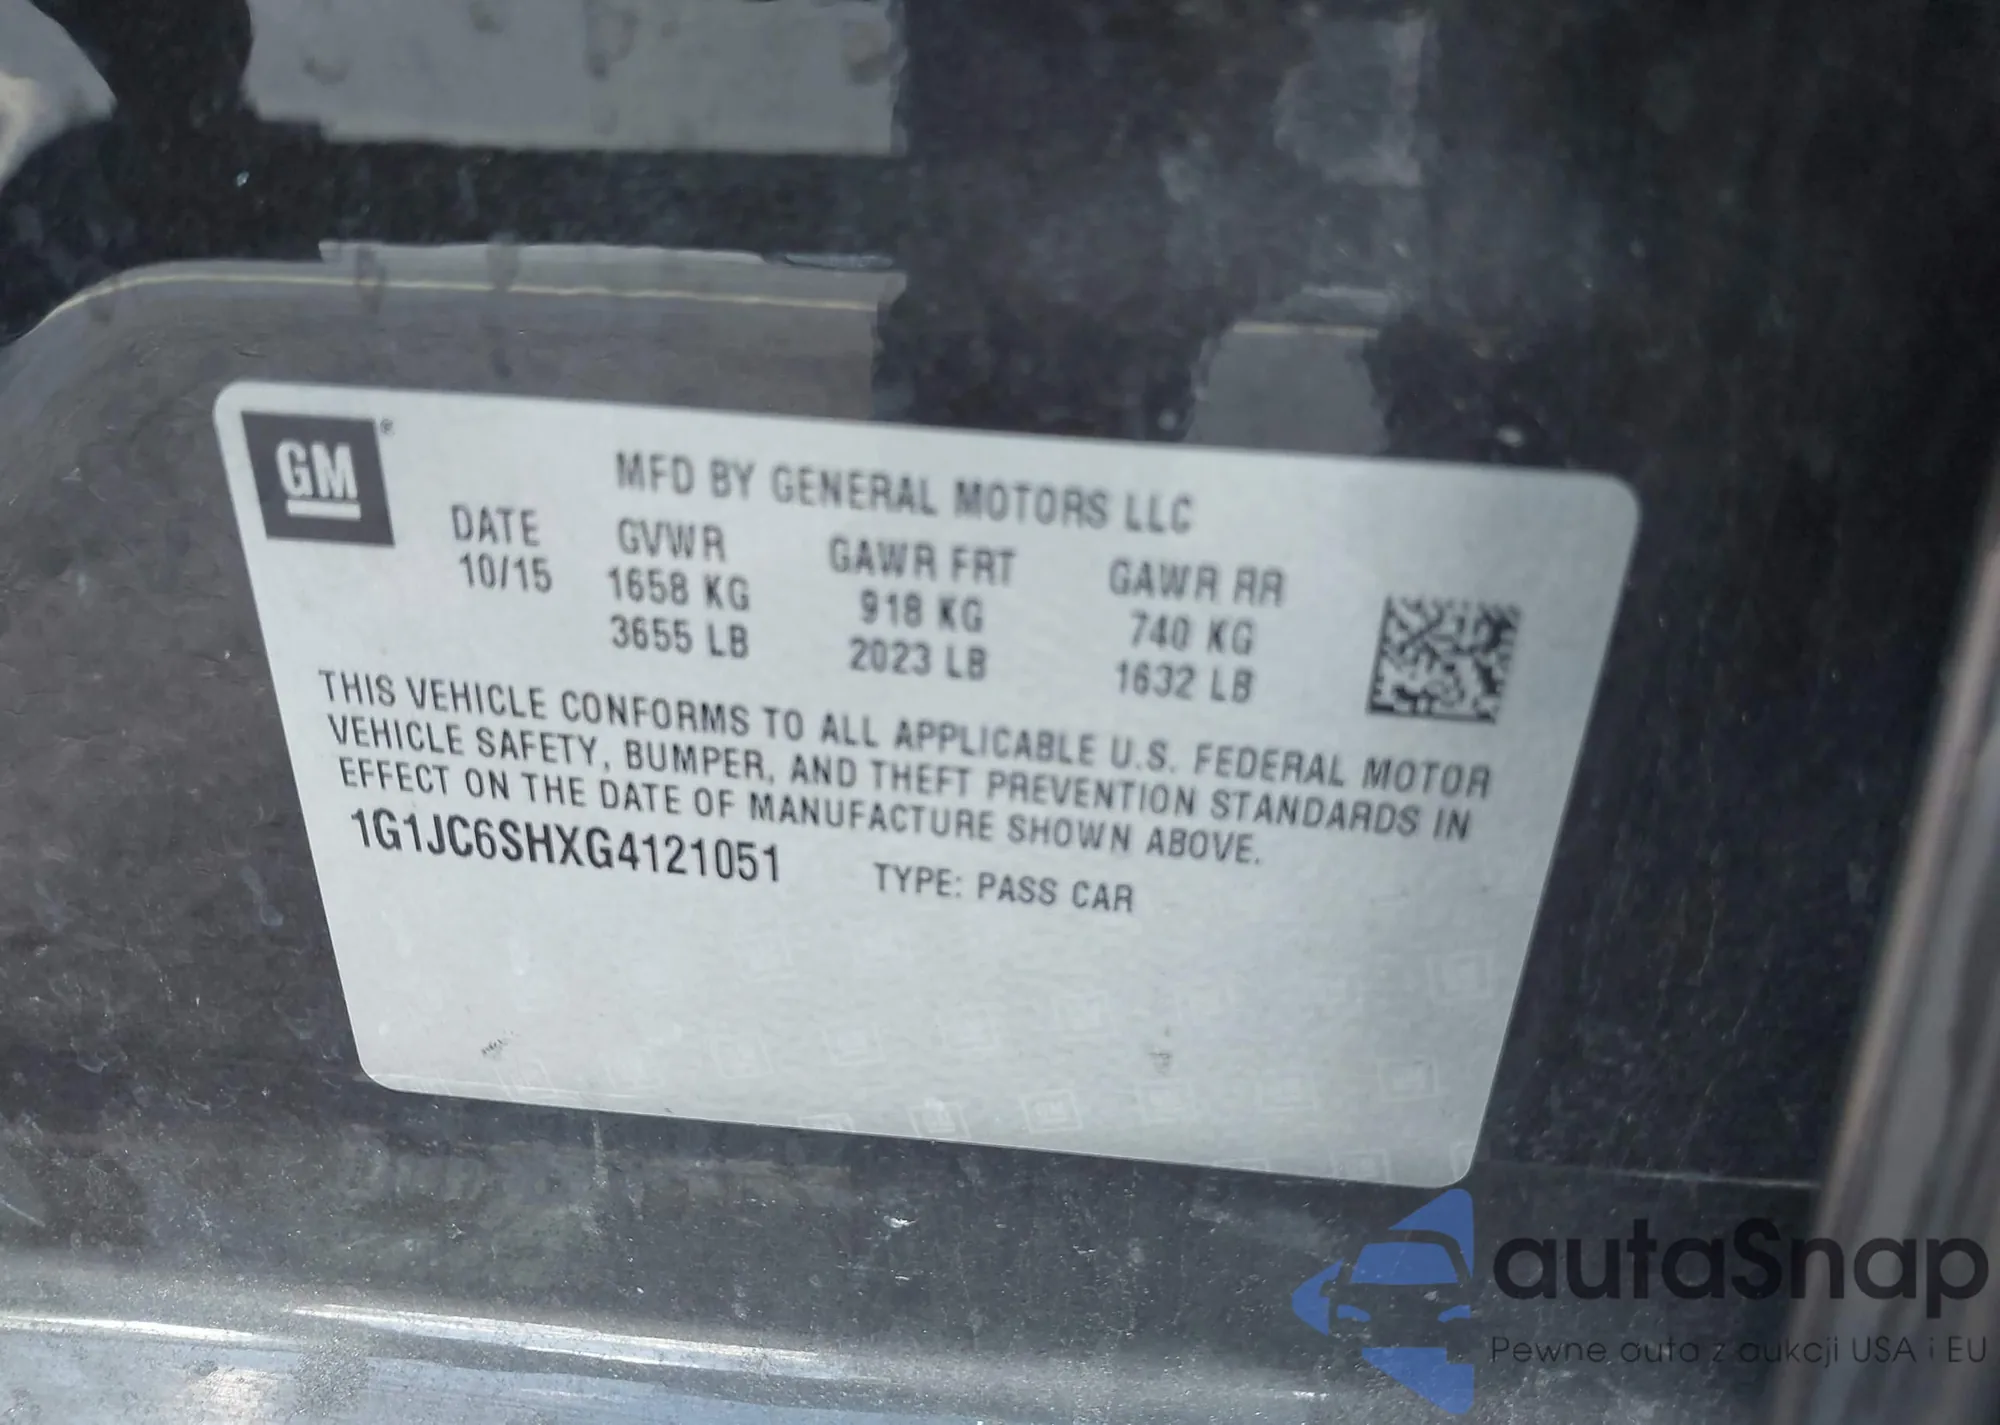 GM®
MFD BY GENERAL MOTORS LLC
DATE GVWR GAWR FRT GAWR RR
10/15 1658 KG 918 KG 740 KG
3655 LB 2023 LB 1632 LB
THIS VEHICLE CONFORMS TO ALL APPLICABLE U.S. FEDERAL MOTOR
VEHICLE SAFETY, BUMPER, AND THEFT PREVENTION STANDARDS IN
EFFECT ON THE DATE OF MANUFACTURE SHOWN ABOVE.
1G1JC6SHXG4121051 TYPE: PASS CAR
autaSnap
Pewne auta z aukcji USA i EU